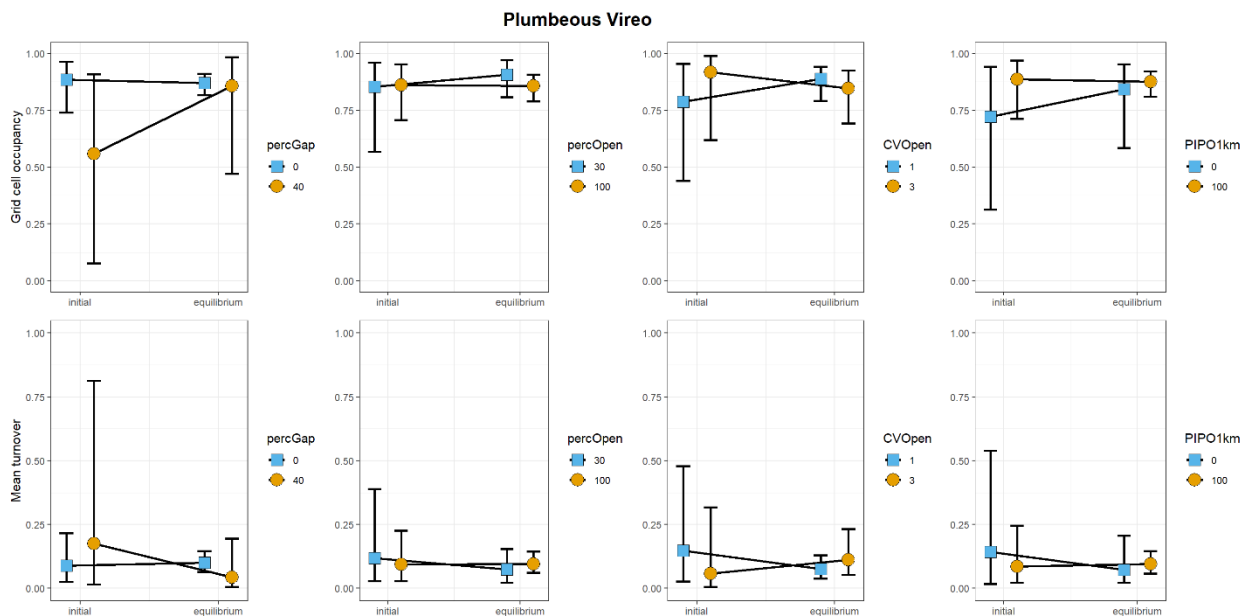 Plumbeous Vireo
Grid cell occupancy
1.00
0.75
0.50
0.25
0.00
initial
equilibrium
percGap
0
40
1.00
0.75
0.50
0.25
0.00
initial
equilibrium
percOpen
30
100
1.00
0.75
0.50
0.25
0.00
initial
equilibrium
CVOpen
1
3
1.00
0.75
0.50
0.25
0.00
initial
equilibrium
PIPO1km
0
100
Mean turnover
1.00
0.75
0.50
0.25
0.00
initial
equilibrium
percGap
0
40
1.00
0.75
0.50
0.25
0.00
initial
equilibrium
percOpen
30
100
1.00
0.75
0.50
0.25
0.00
initial
equilibrium
CVOpen
1
3
1.00
0.75
0.50
0.25
0.00
initial
equilibrium
PIPO1km
0
100